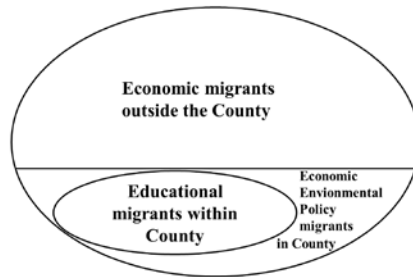 Economic migrants
outside the County
Economic
Envionmental
Policy
migrants
in County
Educational
migrants within
County